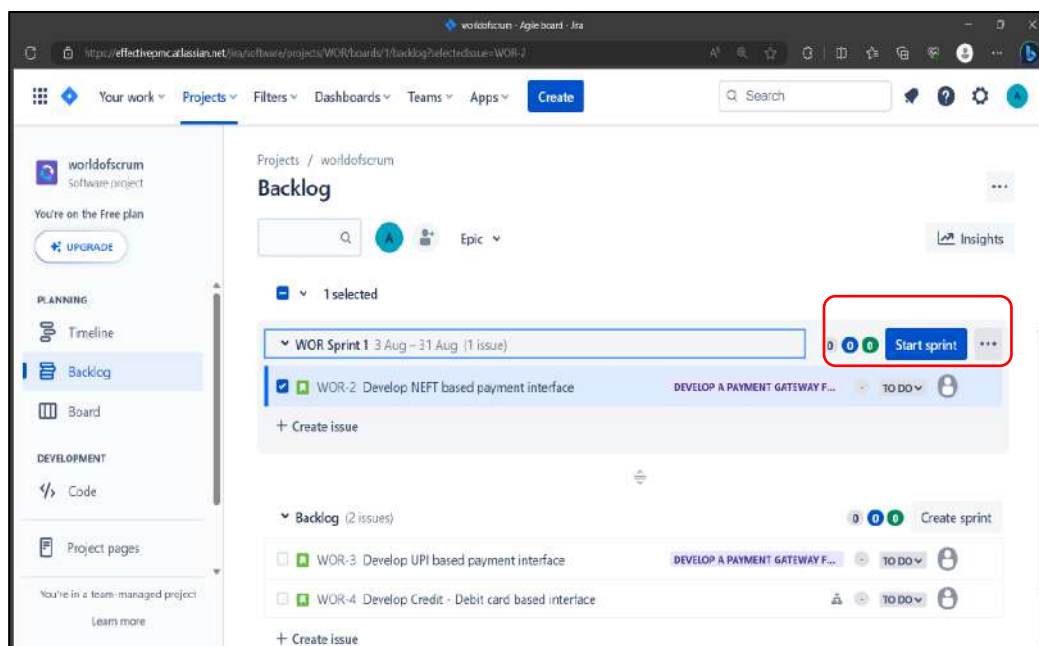 worldofscrum - Agile board - Jira
https://effectivepmc.atlassian.net/jira/software/projects/WOR/boards/1/backlog?selectedIssue=WOR-2
Your work Projects Filters Dashboards Teams Apps Create Search A
worldofscrum
Software project
You're on the Free plan
UPGRADE
PLANNING
Timeline
Backlog
Board
DEVELOPMENT
Code
Project pages
You're in a team-managed project
Learn more
Projects / worldofscrum
Backlog
A Epic Insights
1 selected
WOR Sprint 1 3 Aug – 31 Aug (1 issue) 0 0 0 Start sprint
WOR-2 Develop NEFT based payment interface DEVELOP A PAYMENT GATEWAY F... - TO DO
+ Create issue
Backlog (2 issues) 0 0 0 Create sprint
WOR-3 Develop UPI based payment interface DEVELOP A PAYMENT GATEWAY F... - TO DO
WOR-4 Develop Credit - Debit card based interface - TO DO
+ Create issue